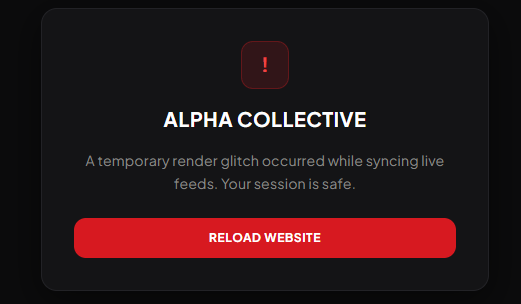 !
ALPHA COLLECTIVE
A temporary render glitch occurred while syncing live
feeds. Your session is safe.
RELOAD WEBSITE